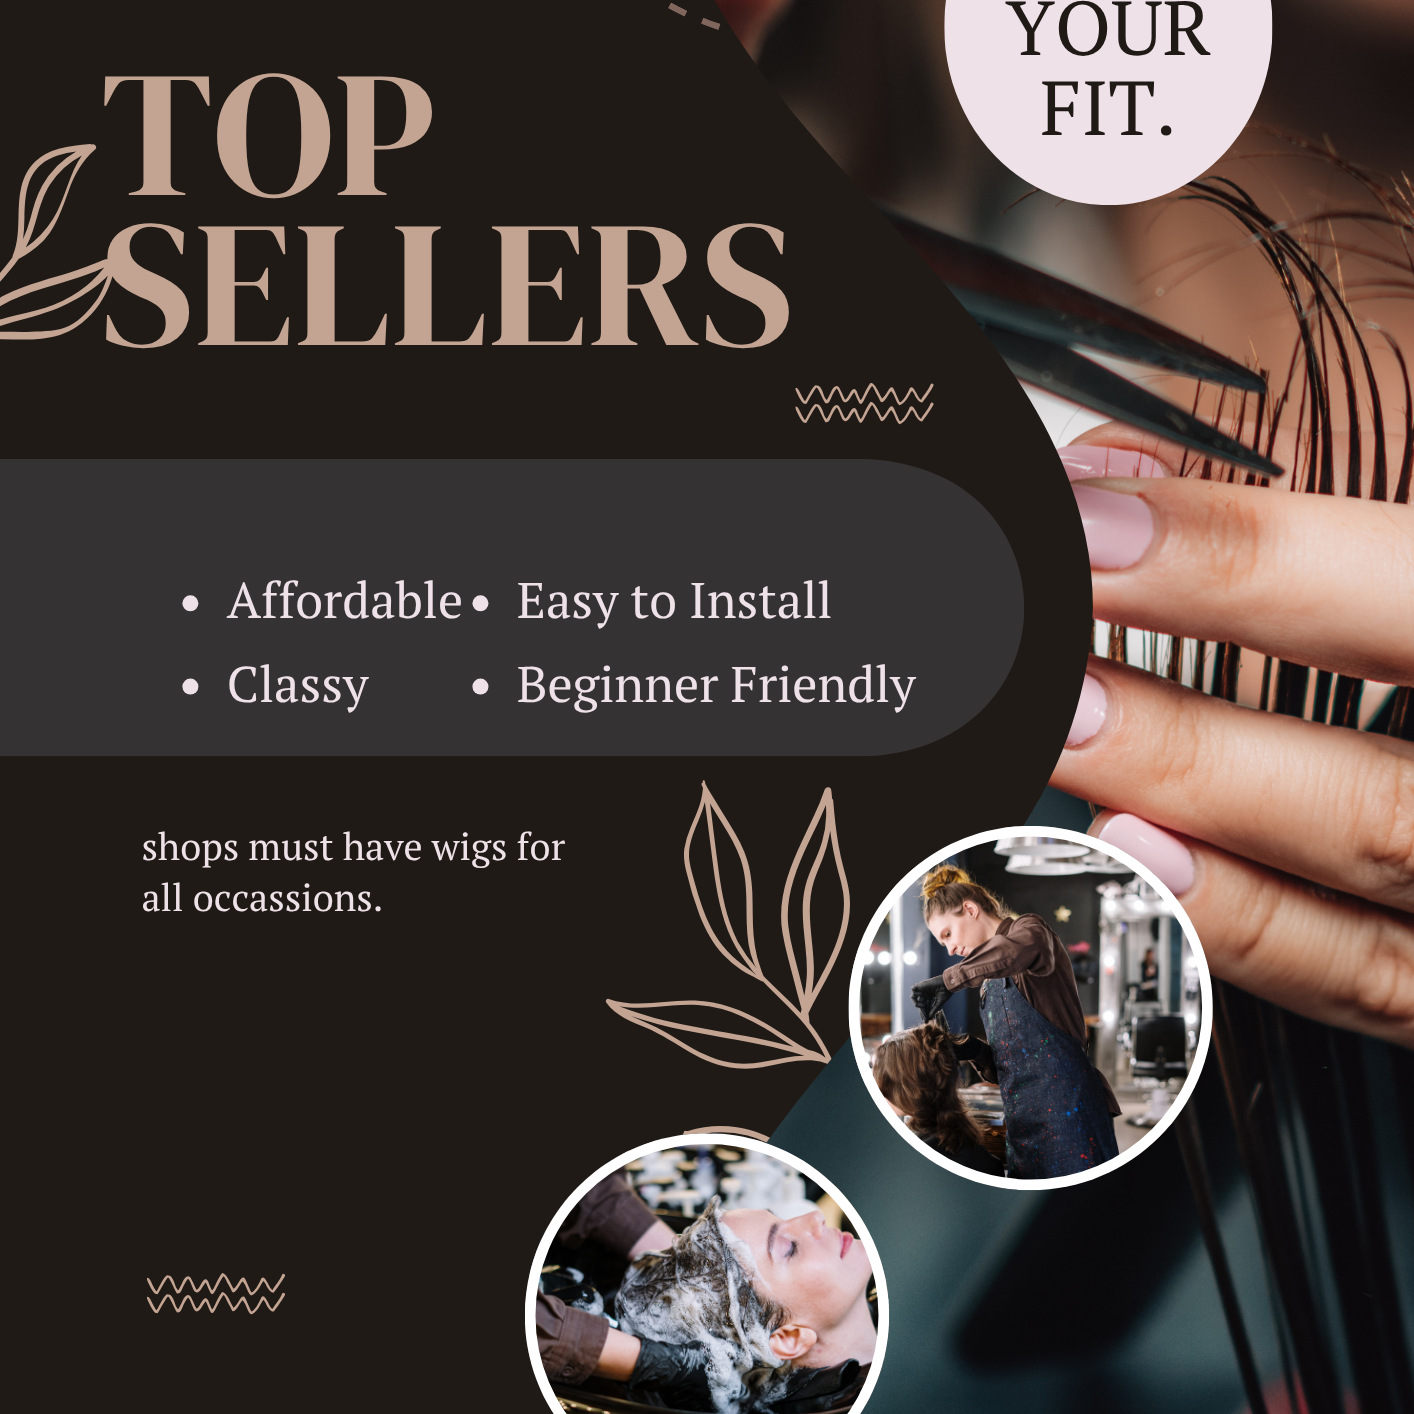 YOUR
FIT.
TOP
SELLERS
• Affordable • Easy to Install
• Classy • Beginner Friendly
shops must have wigs for
all occassions.